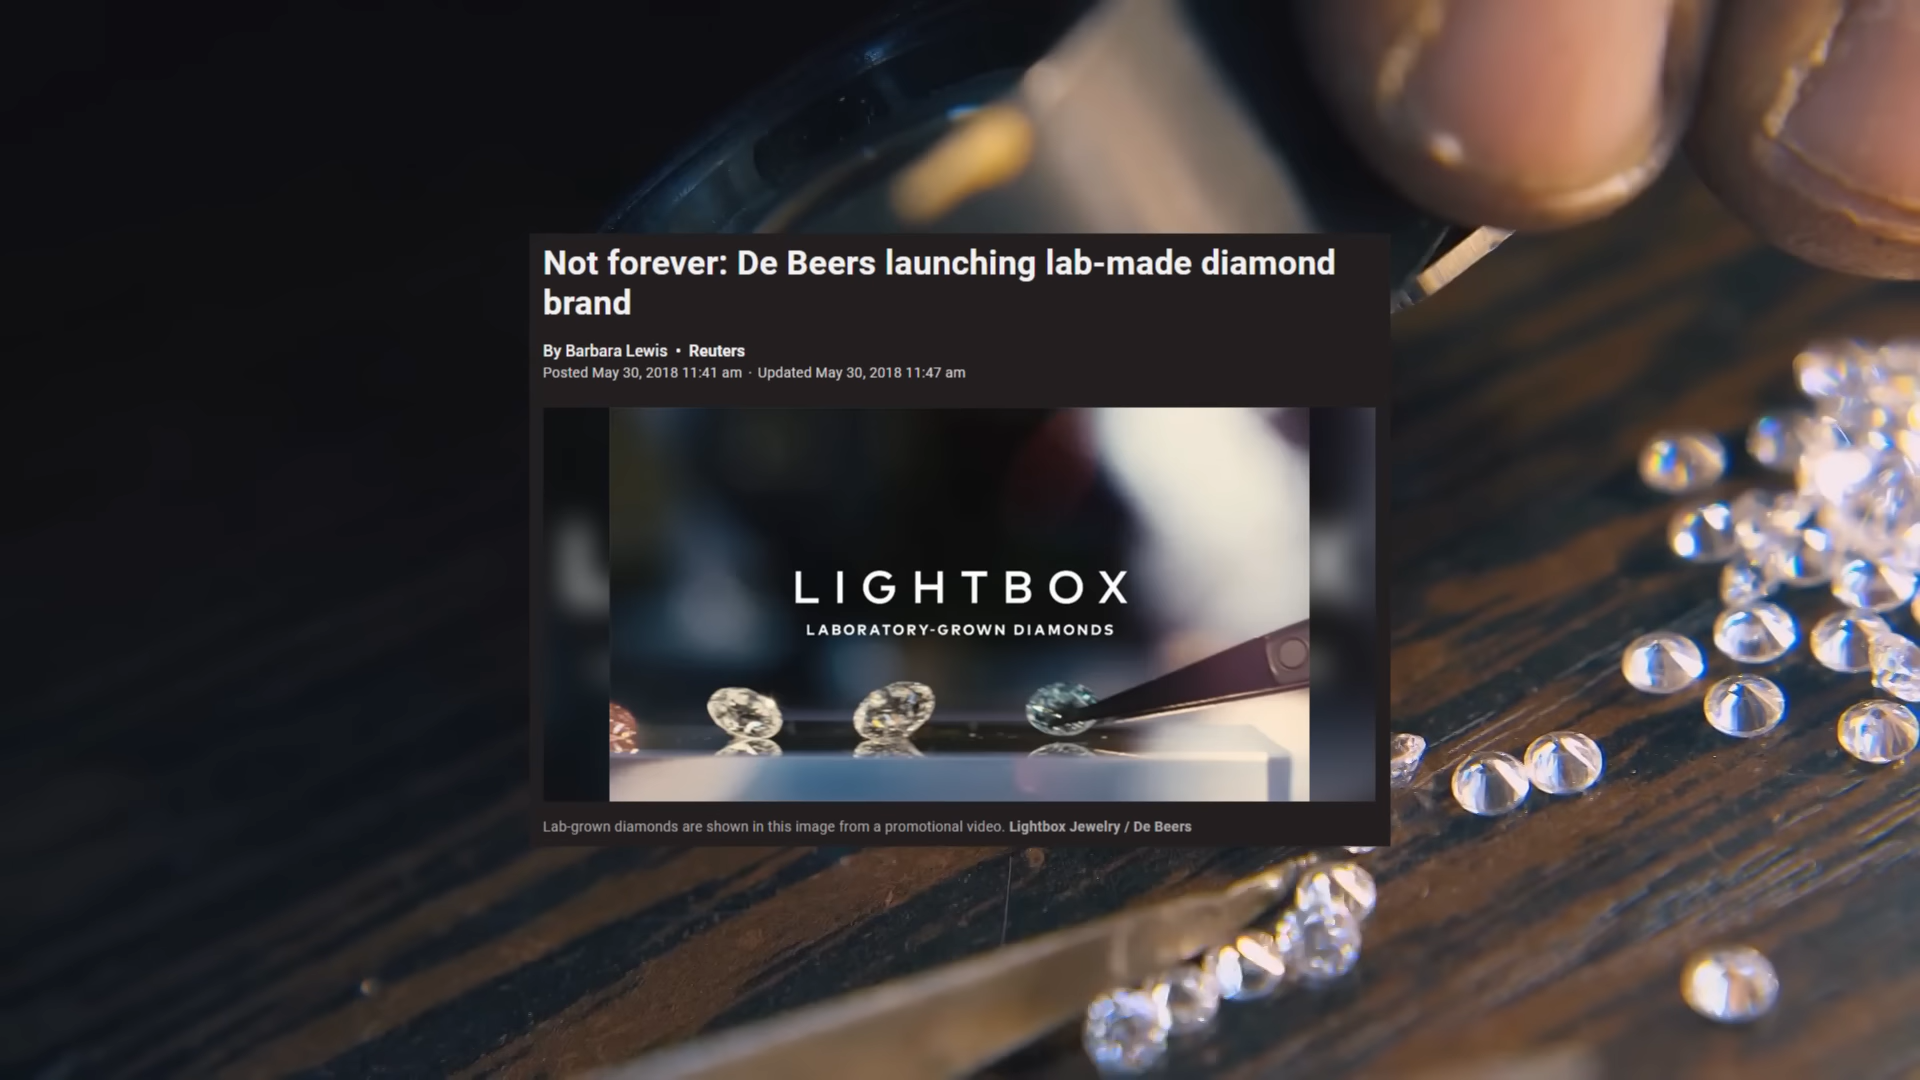 Not forever: De Beers launching lab-made diamond
brand
By Barbara Lewis • Reuters
Posted May 30, 2018 11:41 am · Updated May 30, 2018 11:47 am
LIGHTBOX
LABORATORY-GROWN DIAMONDS
Lab-grown diamonds are shown in this image from a promotional video. Lightbox Jewelry / De Beers